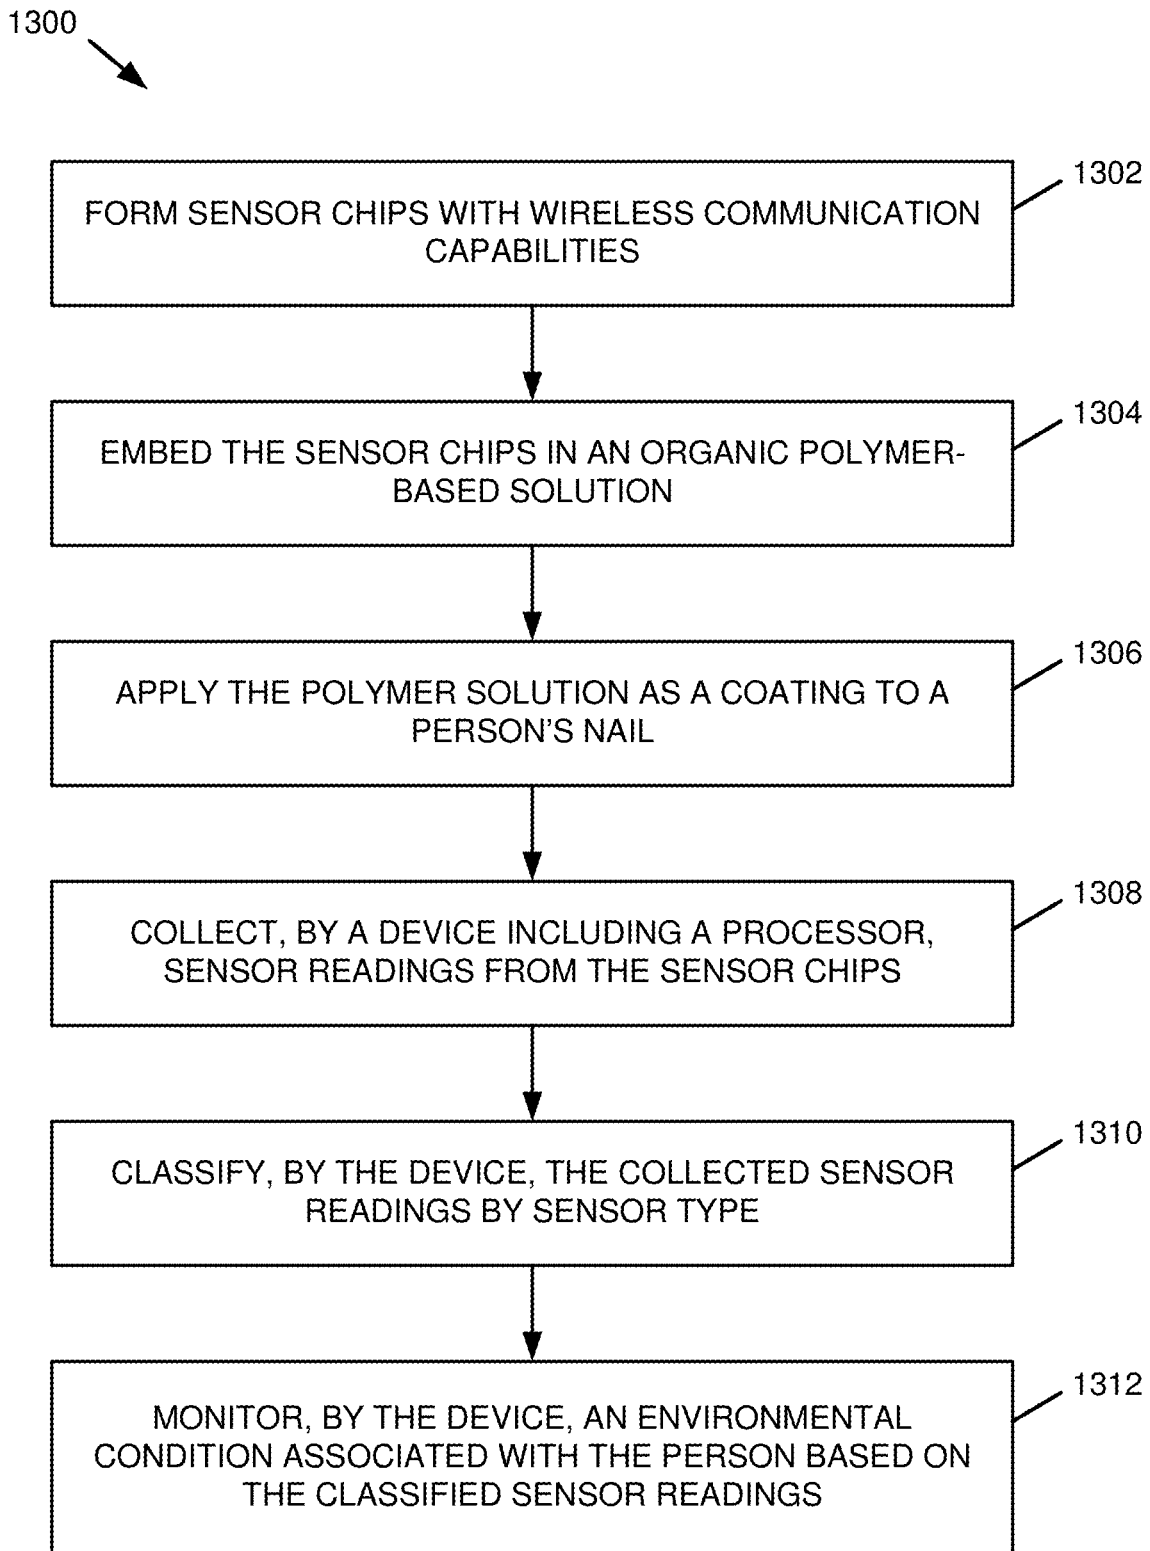 1300
1302
FORM SENSOR CHIPS WITH WIRELESS COMMUNICATION
CAPABILITIES
1304
EMBED THE SENSOR CHIPS IN AN ORGANIC POLYMER-
BASED SOLUTION
1306
APPLY THE POLYMER SOLUTION AS A COATING TO A
PERSON'S NAIL
1308
COLLECT, BY A DEVICE INCLUDING A PROCESSOR,
SENSOR READINGS FROM THE SENSOR CHIPS
1310
CLASSIFY, BY THE DEVICE, THE COLLECTED SENSOR
READINGS BY SENSOR TYPE
1312
MONITOR, BY THE DEVICE, AN ENVIRONMENTAL
CONDITION ASSOCIATED WITH THE PERSON BASED ON
THE CLASSIFIED SENSOR READINGS